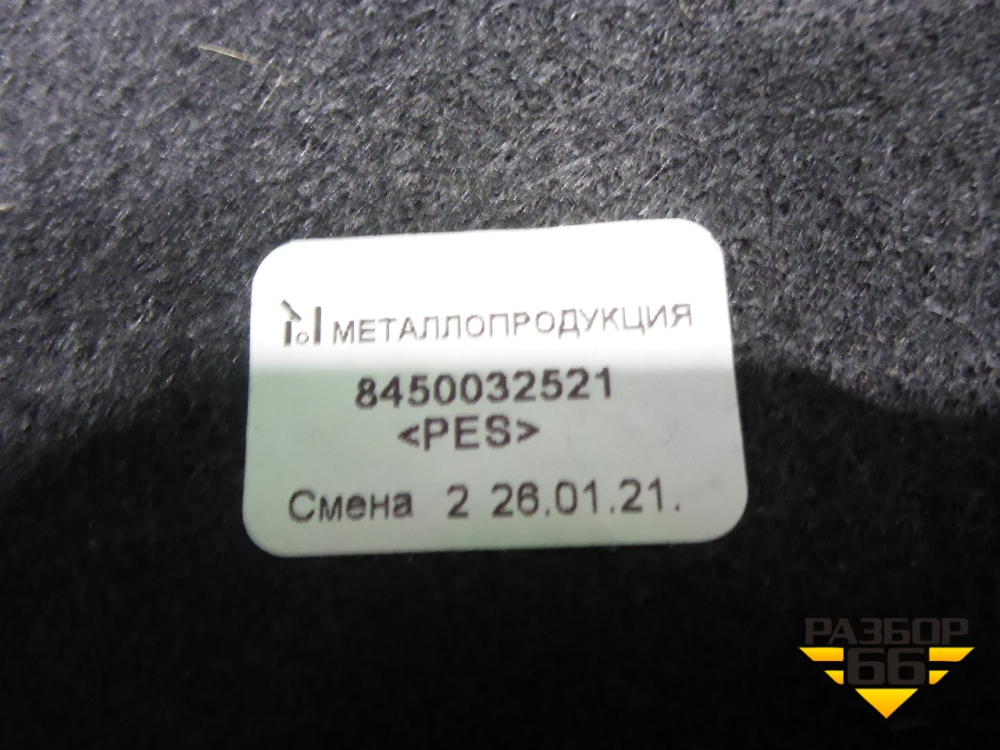 МЕТАЛЛОПРОДУКЦИЯ
8450032521
<PES>
Смена 2 26.01.21.
РАЗБОР
66